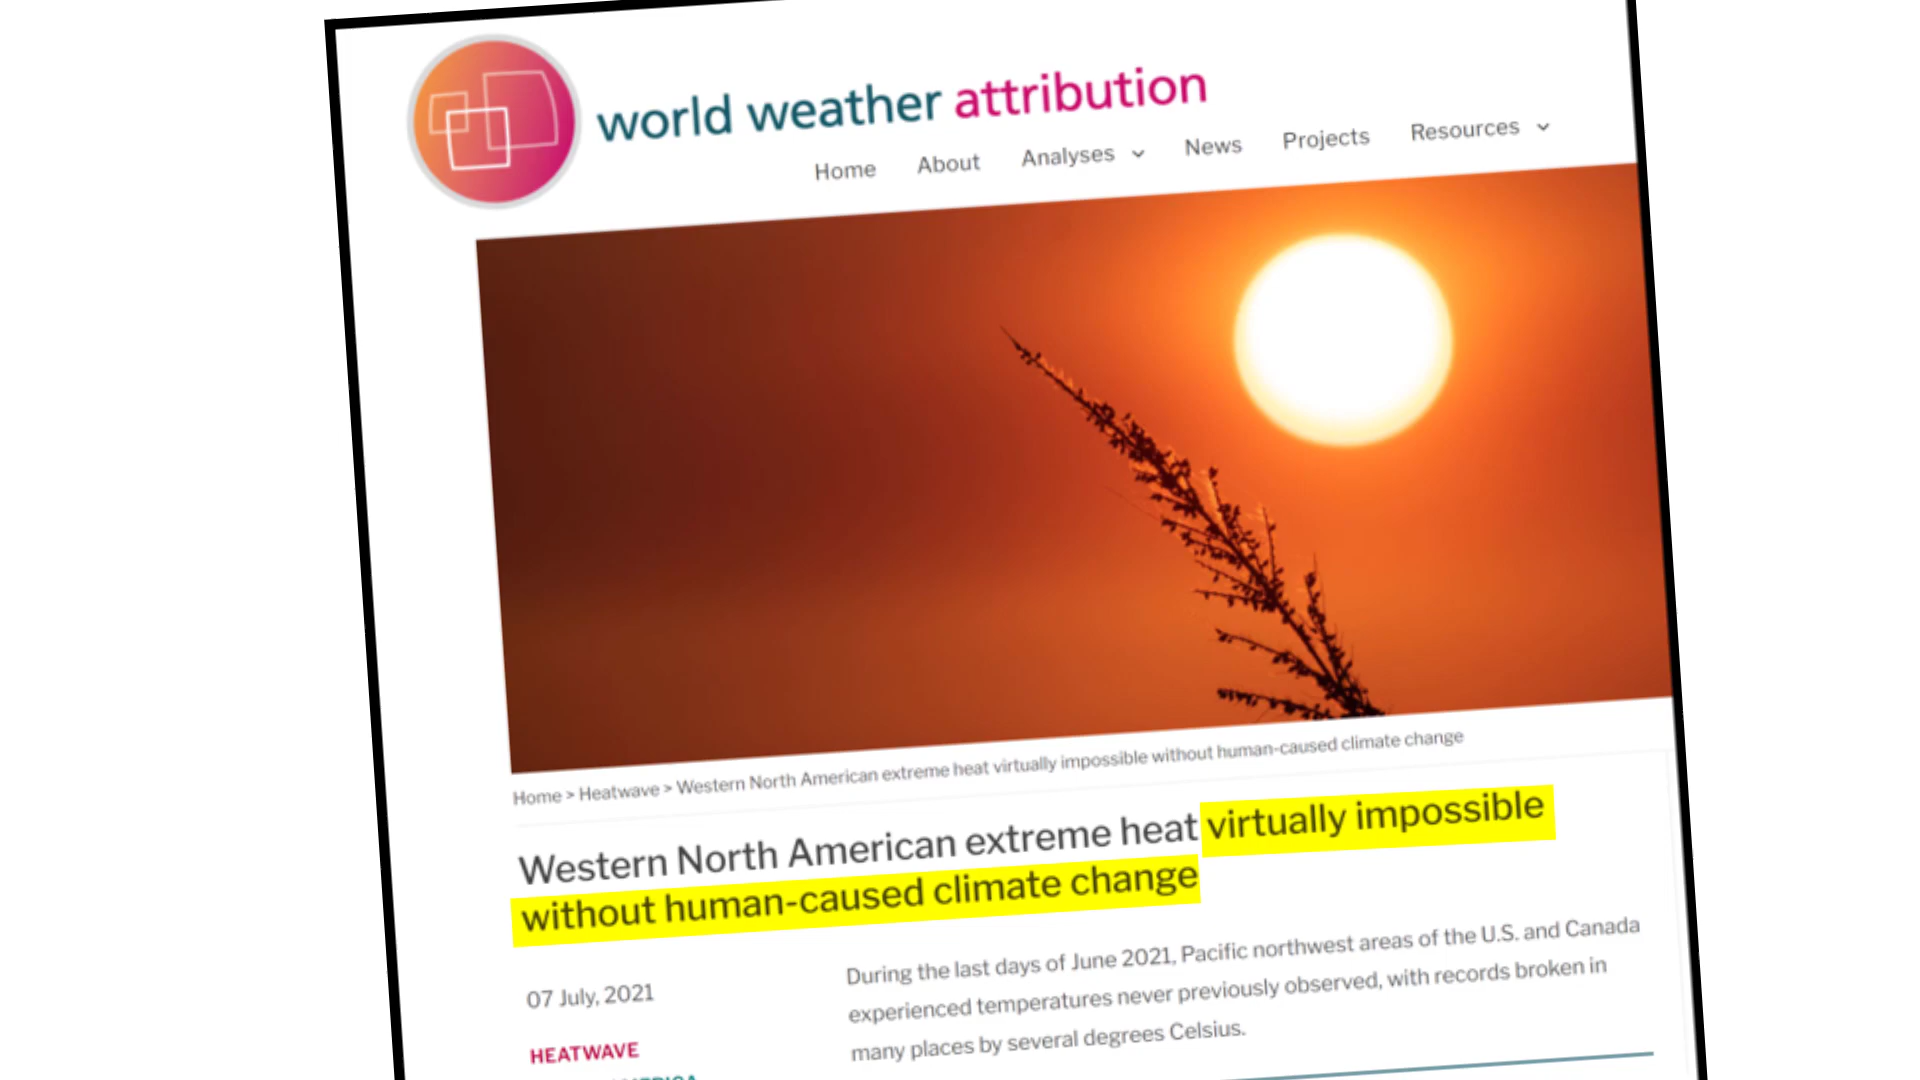 world weather attribution
Home About Analyses News Projects Resources
Home > Heatwave > Western North American extreme heat virtually impossible without human-caused climate change
Western North American extreme heat virtually impossible
without human-caused climate change
07 July, 2021
HEATWAVE
During the last days of June 2021, Pacific northwest areas of the U.S. and Canada
experienced temperatures never previously observed, with records broken in
many places by several degrees Celsius.